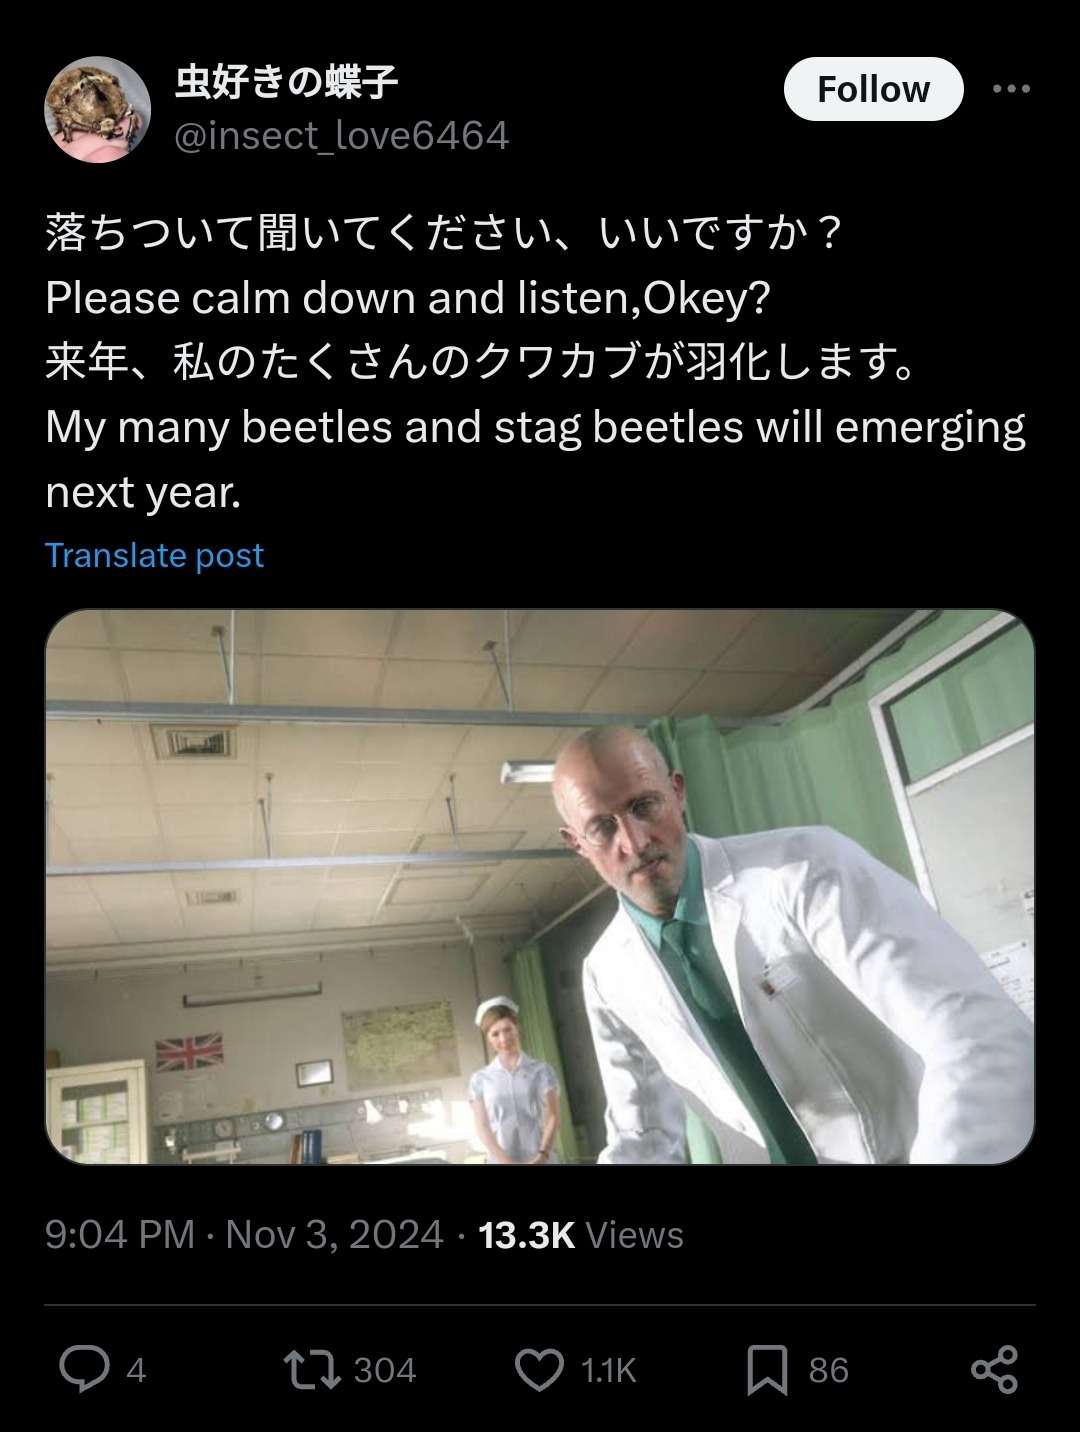 虫好きの蝶子
@insect_love6464
Follow
落ちついて聞いてください、いいですか？
Please calm down and listen,Okey?
来年、私のたくさんのクワカブが羽化します。
My many beetles and stag beetles will emerging
next year.
Translate post
9:04 PM · Nov 3, 2024 · 13.3K Views
4
304
1.1K
86